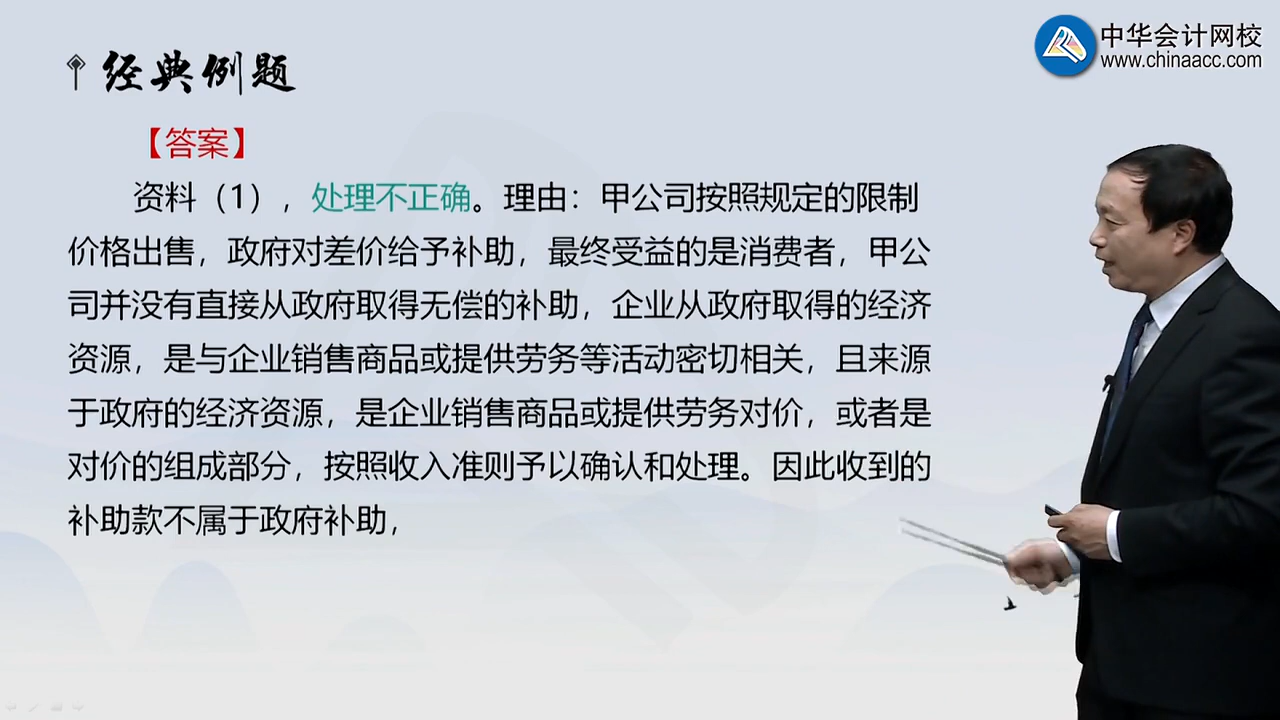 中华会计网校
www.chinaacc.com
经典例题
【答案】
资料（1），处理不正确。理由：甲公司按照规定的限制
价格出售，政府对差价给予补助，最终受益的是消费者，甲公
司并没有直接从政府取得无偿的补助，企业从政府取得的经济
资源，是与企业销售商品或提供劳务等活动密切相关，且来源
于政府的经济资源，是企业销售商品或提供劳务对价，或者是
对价的组成部分，按照收入准则予以确认和处理。因此收到的
补助款不属于政府补助，